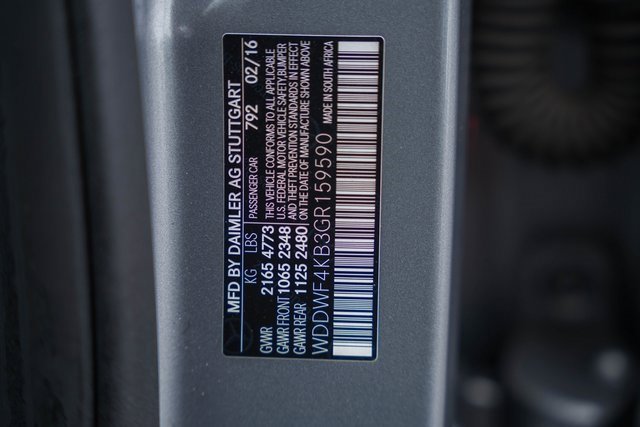 MFD BY DAIMLER AG STUTTGART
KG LBS PASSENGER CAR 792 02/16
GVWR 2165 4773 THIS VEHICLE CONFORMS TO ALL APPLICABLE
GAWR FRONT 1065 2348 U.S. FEDERAL MOTOR VEHICLE SAFETY, BUMPER
GAWR REAR 1125 2480 AND THEFT PREVENTION STANDARDS IN EFFECT
ON THE DATE OF MANUFACTURE SHOWN ABOVE
WDDWF4KB3GR159590 MADE IN SOUTH AFRICA